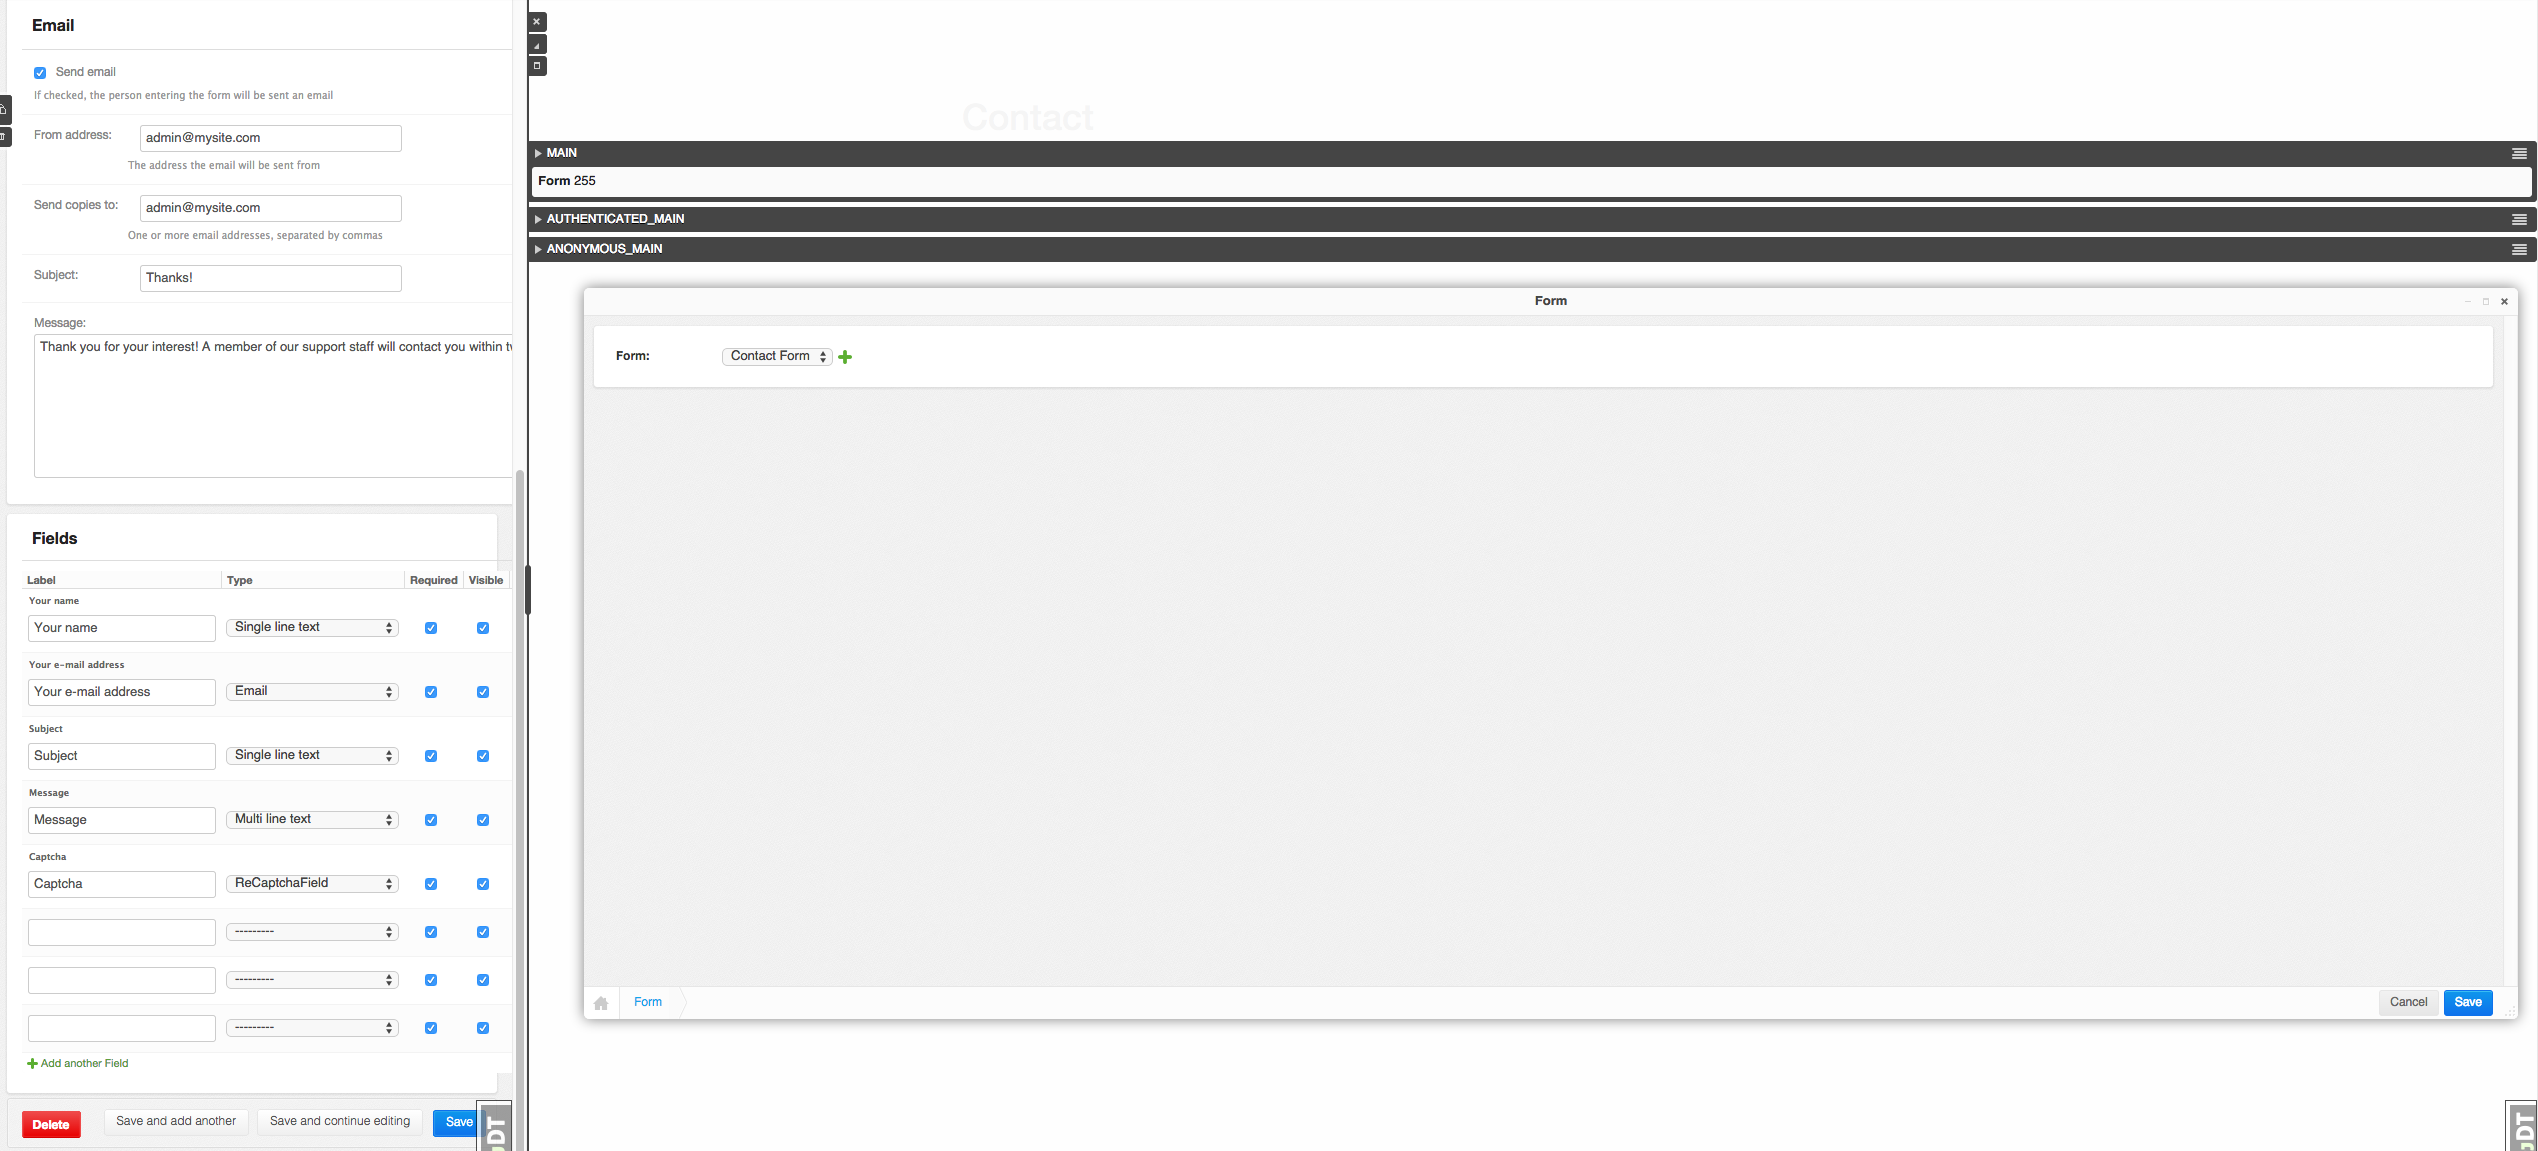 Email
Send email
If checked, the person entering the form will be sent an email
From address:
admin@mysite.com
The address the email will be sent from
Send copies to:
admin@mysite.com
One or more email addresses, separated by commas
Subject:
Thanks!
Message:
Thank you for your interest! A member of our support staff will contact you within
Fields
Label Type Required Visible
Your name
Your name Single line text
Your e-mail address
Your e-mail address Email
Subject
Subject Single line text
Message
Message Multi line text
Captcha
Captcha ReCaptchaField
---------
---------
---------
Add another Field
Delete Save and add another Save and continue editing Save
DT
Contact
MAIN
Form 255
AUTHENTICATED_MAIN
ANONYMOUS_MAIN
Form
Form: Contact Form
Form
Cancel Save
DT